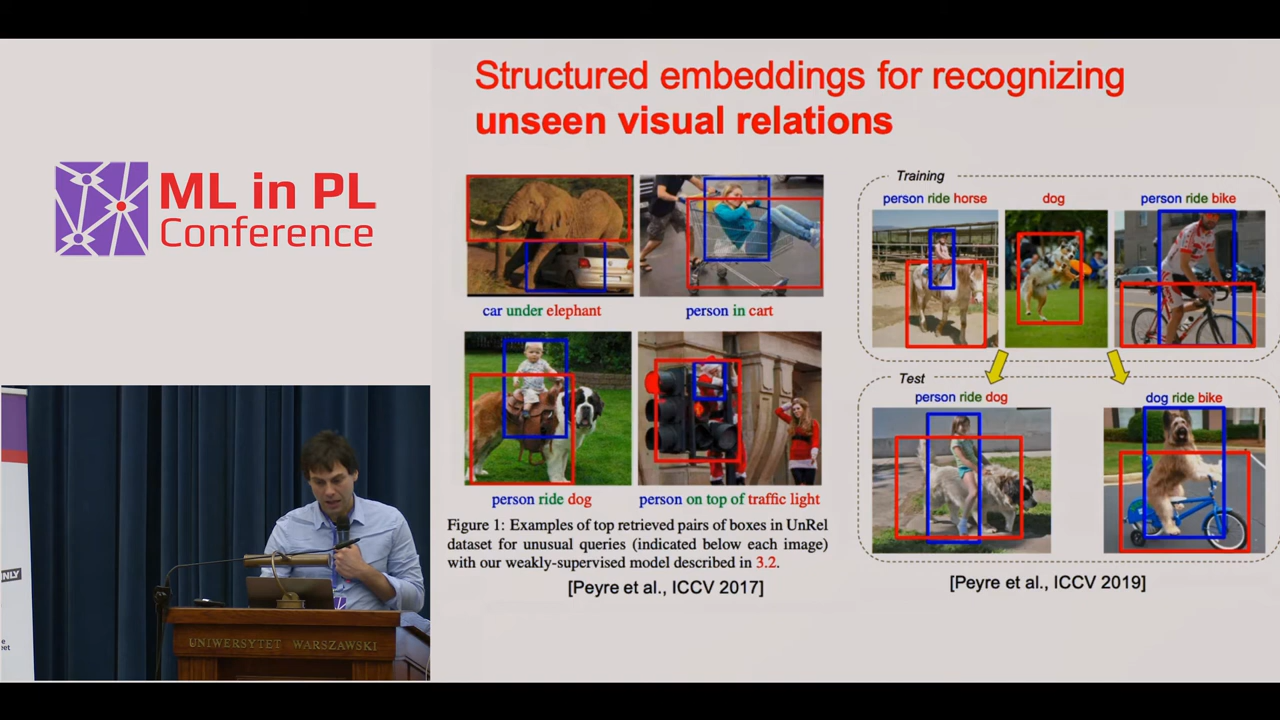 ML in PL
Conference
Structured embeddings for recognizing
unseen visual relations
car under elephant
person in cart
person ride dog
person on top of traffic light
Figure 1: Examples of top retrieved pairs of boxes in UnRel
dataset for unusual queries (indicated below each image)
with our weakly-supervised model described in 3.2.
[Peyre et al., ICCV 2017]
Training
person ride horse
dog
person ride bike
Test
person ride dog
dog ride bike
[Peyre et al., ICCV 2019]
UNIWERSYTET WARSZAWSKI